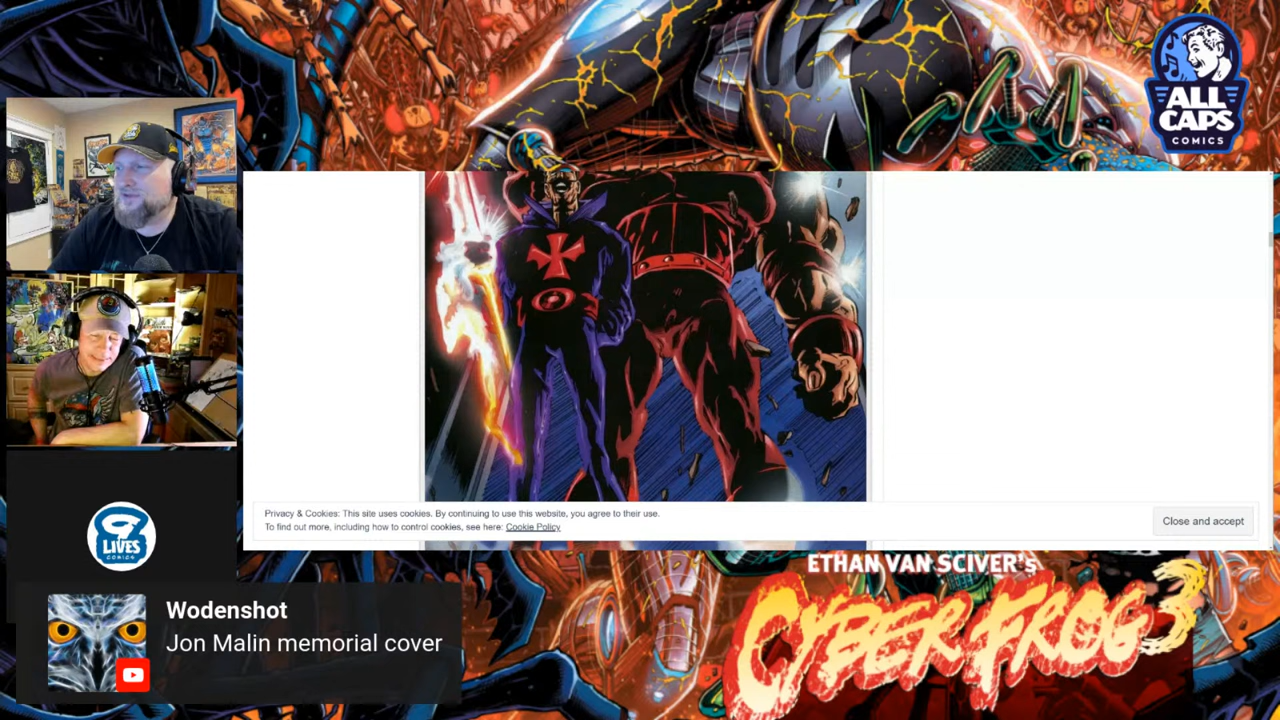 ALL
CAPS
COMICS
Privacy & Cookies: This site uses cookies. By continuing to use this website, you agree to their use.
To find out more, including how to control cookies, see here: Cookie Policy
Close and accept
9
LIVES
COMICS
Wodenshot
Jon Malin memorial cover
ETHAN VAN SCIVER's
CYBERFROG 3